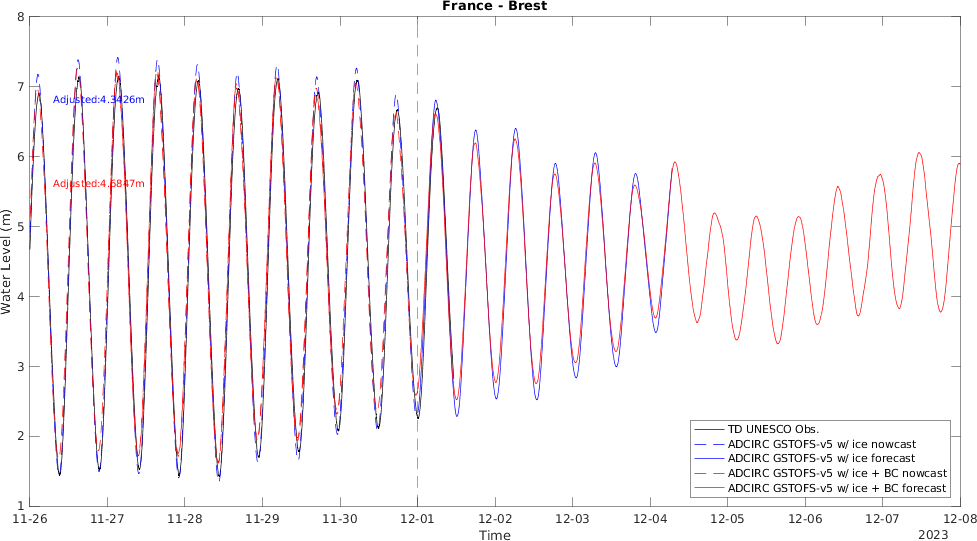 France - Brest
8
7
6
5
4
3
2
1
Water Level (m)
Adjusted:4.3426m
Adjusted:4.6847m
TD UNESCO Obs.
ADCIRC GSTOFS-v5 w/ ice nowcast
ADCIRC GSTOFS-v5 w/ ice forecast
ADCIRC GSTOFS-v5 w/ ice + BC nowcast
ADCIRC GSTOFS-v5 w/ ice + BC forecast
11-26 11-27 11-28 11-29 11-30 12-01 12-02 12-03 12-04 12-05 12-06 12-07 12-08
Time
2023